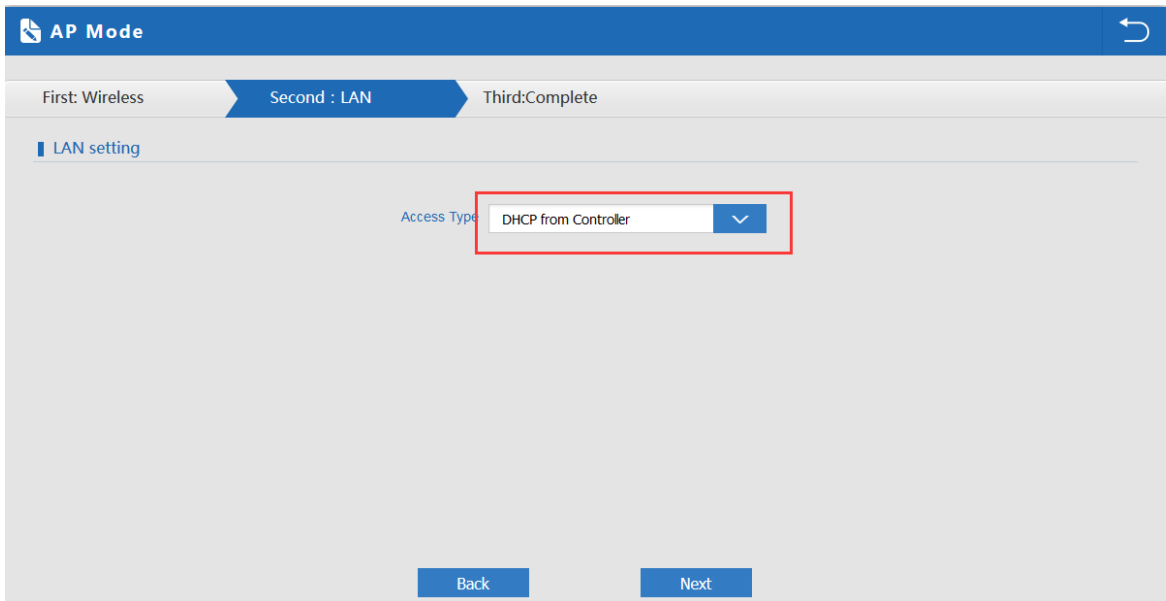 AP Mode
First: Wireless
Second : LAN
Third:Complete
LAN setting
Access Type
DHCP from Controller
Back
Next